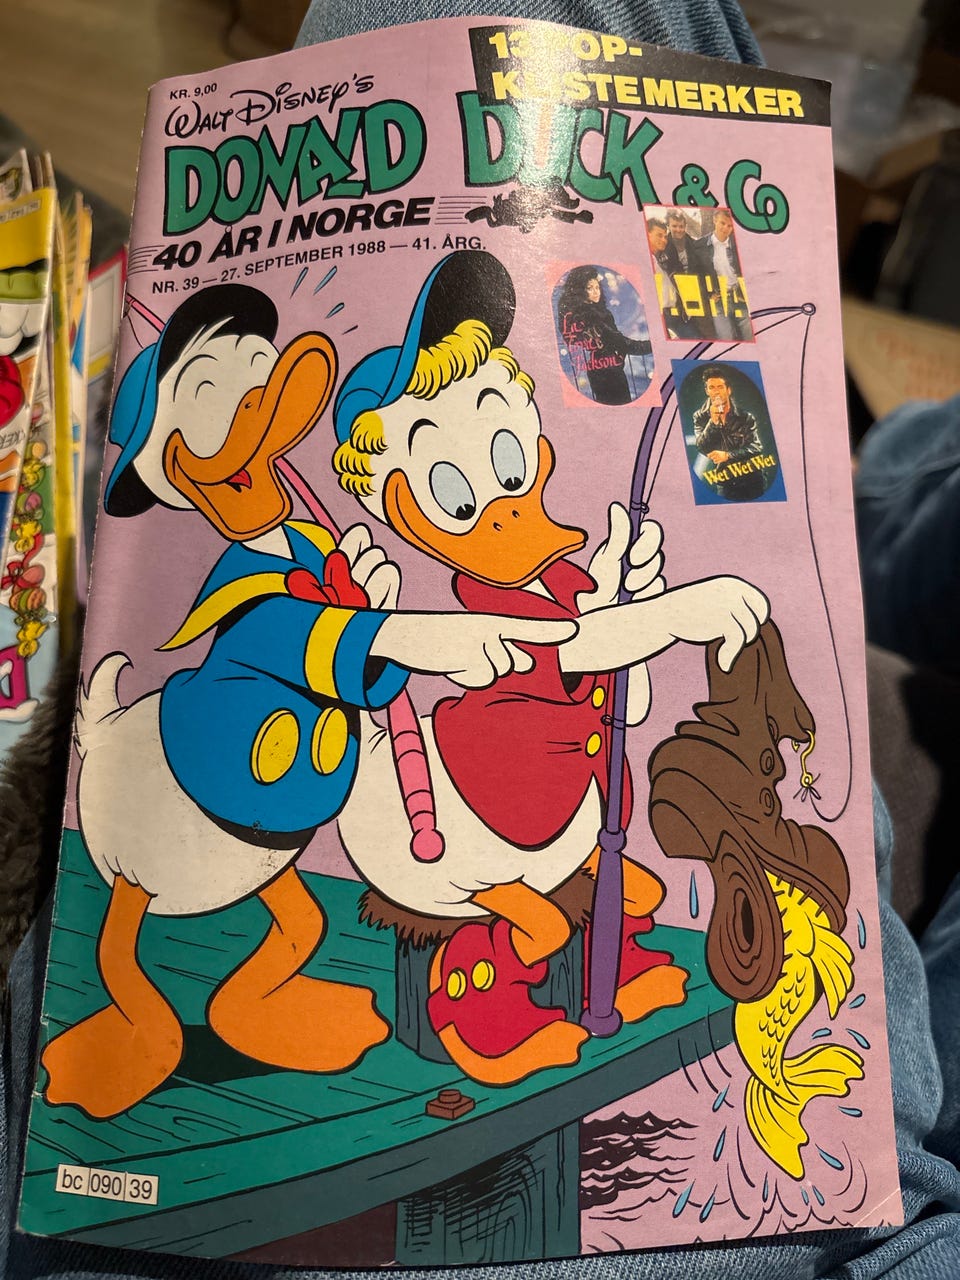 13 POP-
KLISTEMERKER
KR. 9,00
WALT DISNEY'S
DONALD DUCK & Co
40 ÅR I NORGE
NR. 39 — 27. SEPTEMBER 1988 — 41. ÅRG.
La
Toya
Jackson
Wet Wet Wet
bc 090 39